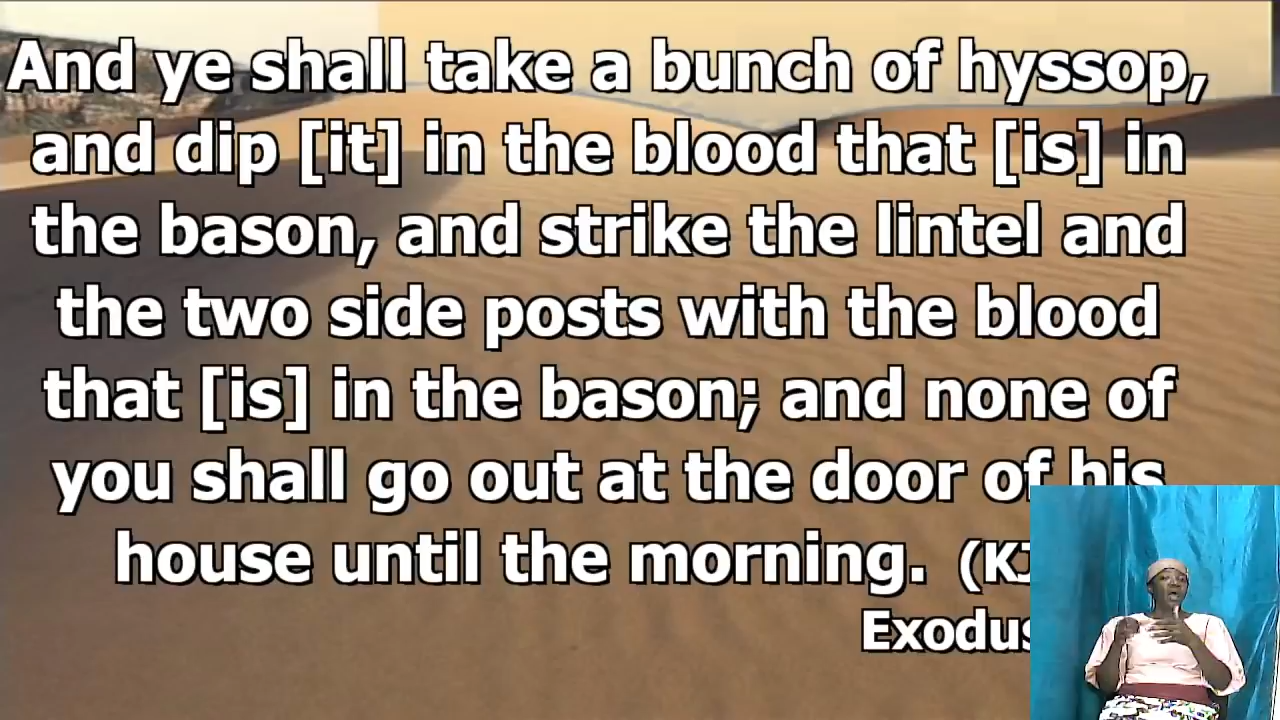 And ye shall take a bunch of hyssop,
and dip [it] in the blood that [is] in
the bason, and strike the lintel and
the two side posts with the blood
that [is] in the bason; and none of
you shall go out at the door of his
house until the morning. (K
Exodus